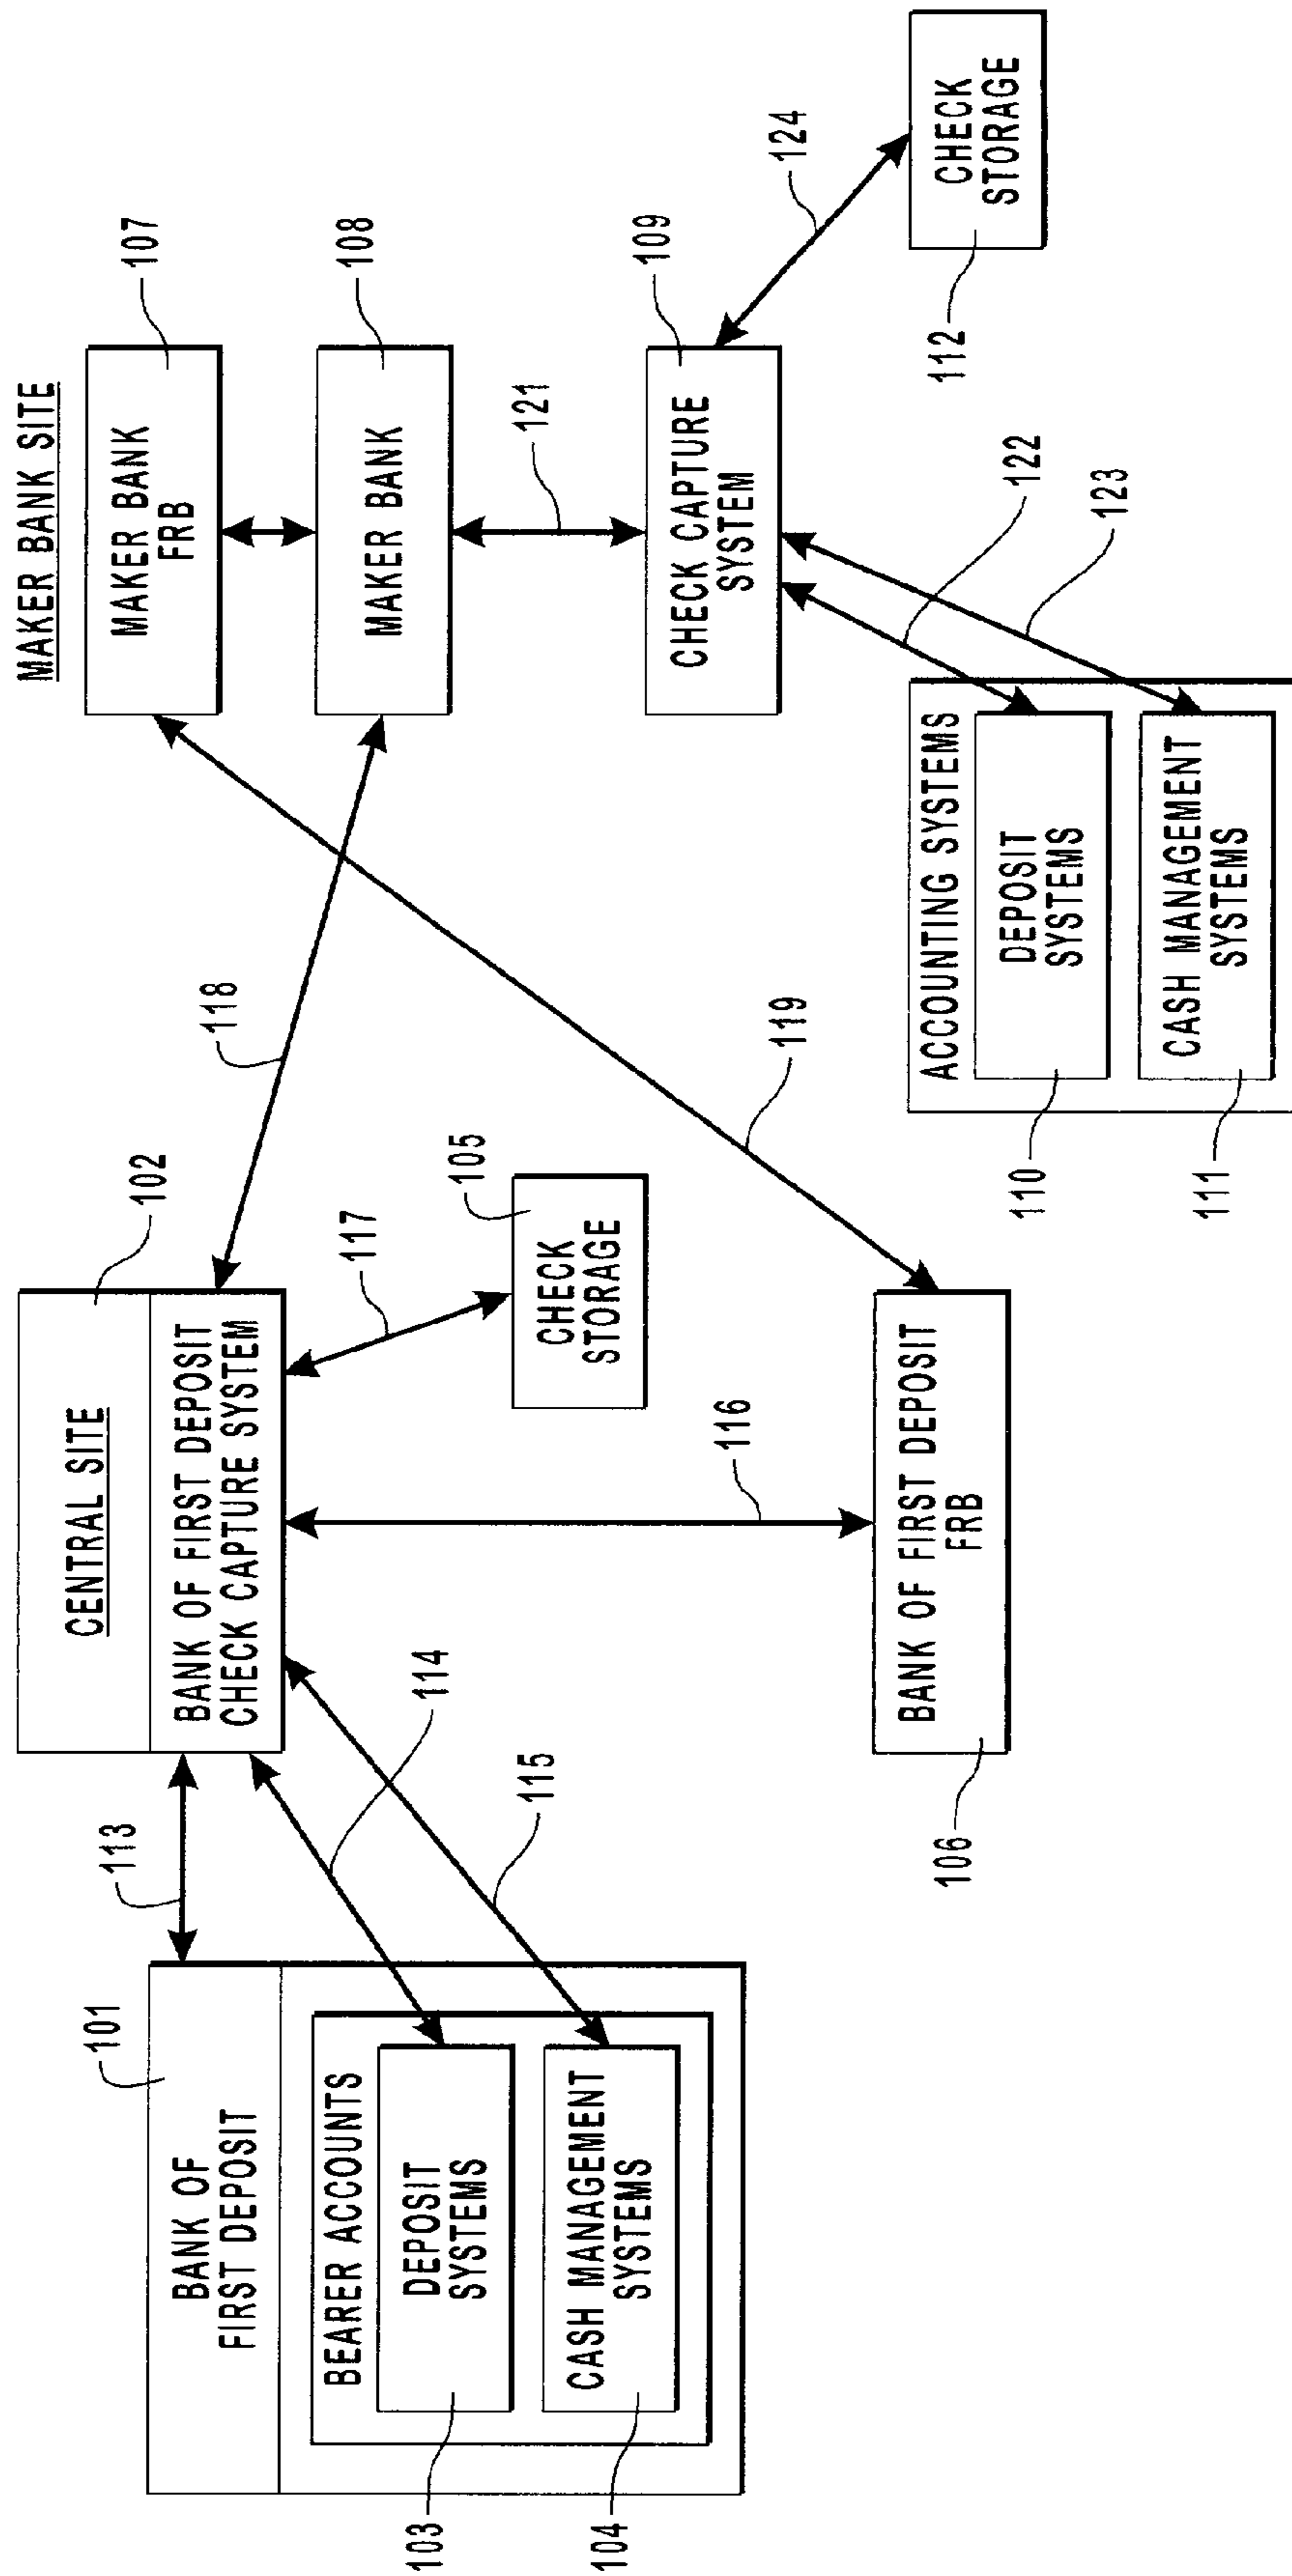 101
BANK OF
FIRST DEPOSIT
BEARER ACCOUNTS
DEPOSIT
SYSTEMS
CASH MANAGEMENT
SYSTEMS
103
104
113
114
115
CENTRAL SITE
102
BANK OF FIRST DEPOSIT
CHECK CAPTURE SYSTEM
117
105
CHECK
STORAGE
116
BANK OF FIRST DEPOSIT
FRB
106
118
119
MAKER BANK SITE
107
MAKER BANK
FRB
108
MAKER BANK
121
109
CHECK CAPTURE
SYSTEM
124
CHECK
STORAGE
112
122
123
ACCOUNTING SYSTEMS
DEPOSIT
SYSTEMS
CASH MANAGEMENT
SYSTEMS
110
111